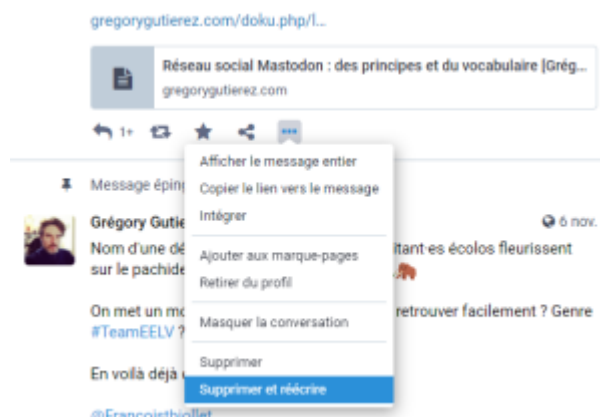 gregorygutierez.com/doku.php/l...
Réseau social Mastodon : des principes et du vocabulaire [Grég...
gregorygutierez.com
1+
Afficher le message entier
Copier le lien vers le message
Intégrer
Ajouter aux marque-pages
Retirer du profil
Masquer la conversation
Supprimer
Supprimer et réécrire
Message éping
Grégory Gutie
6 nov.
Nom d'une dé
itant·es écolos fleurissent
sur le pachide
On met un mo
retrouver facilement ? Genre
#TeamEELV ?
En voilà déjà
@Francoisthiollet